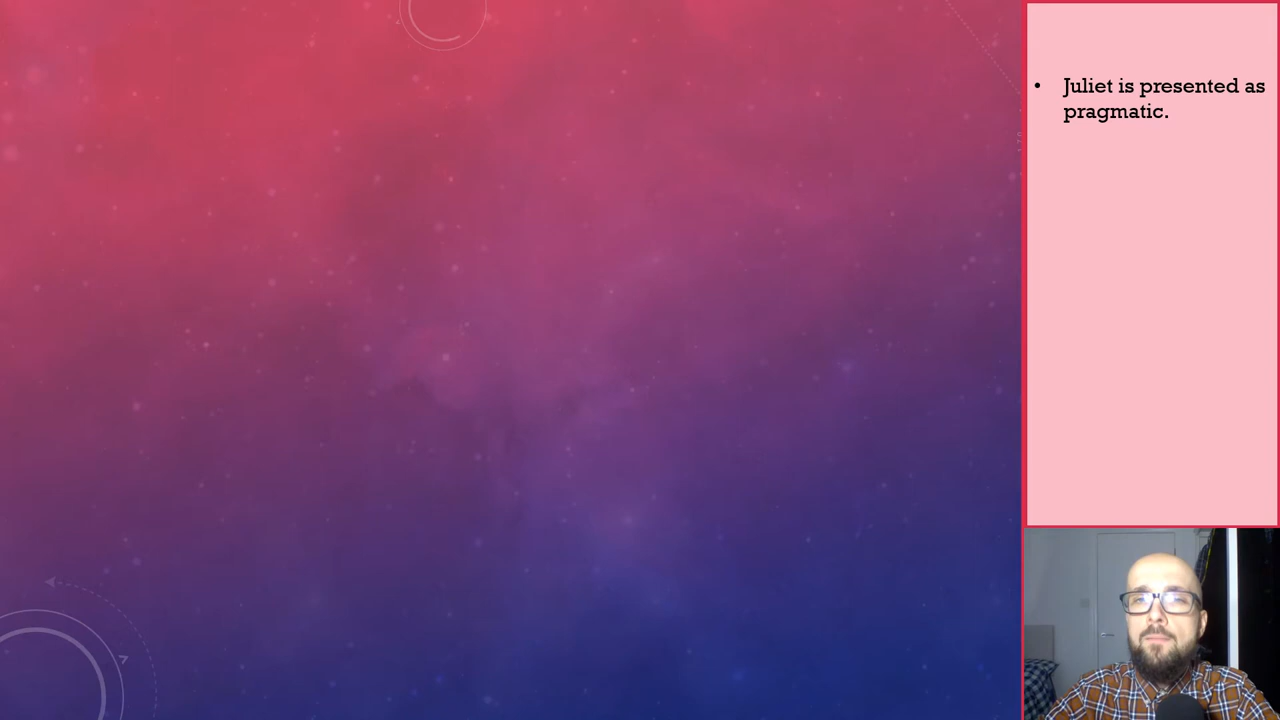 • Juliet is presented as
pragmatic.